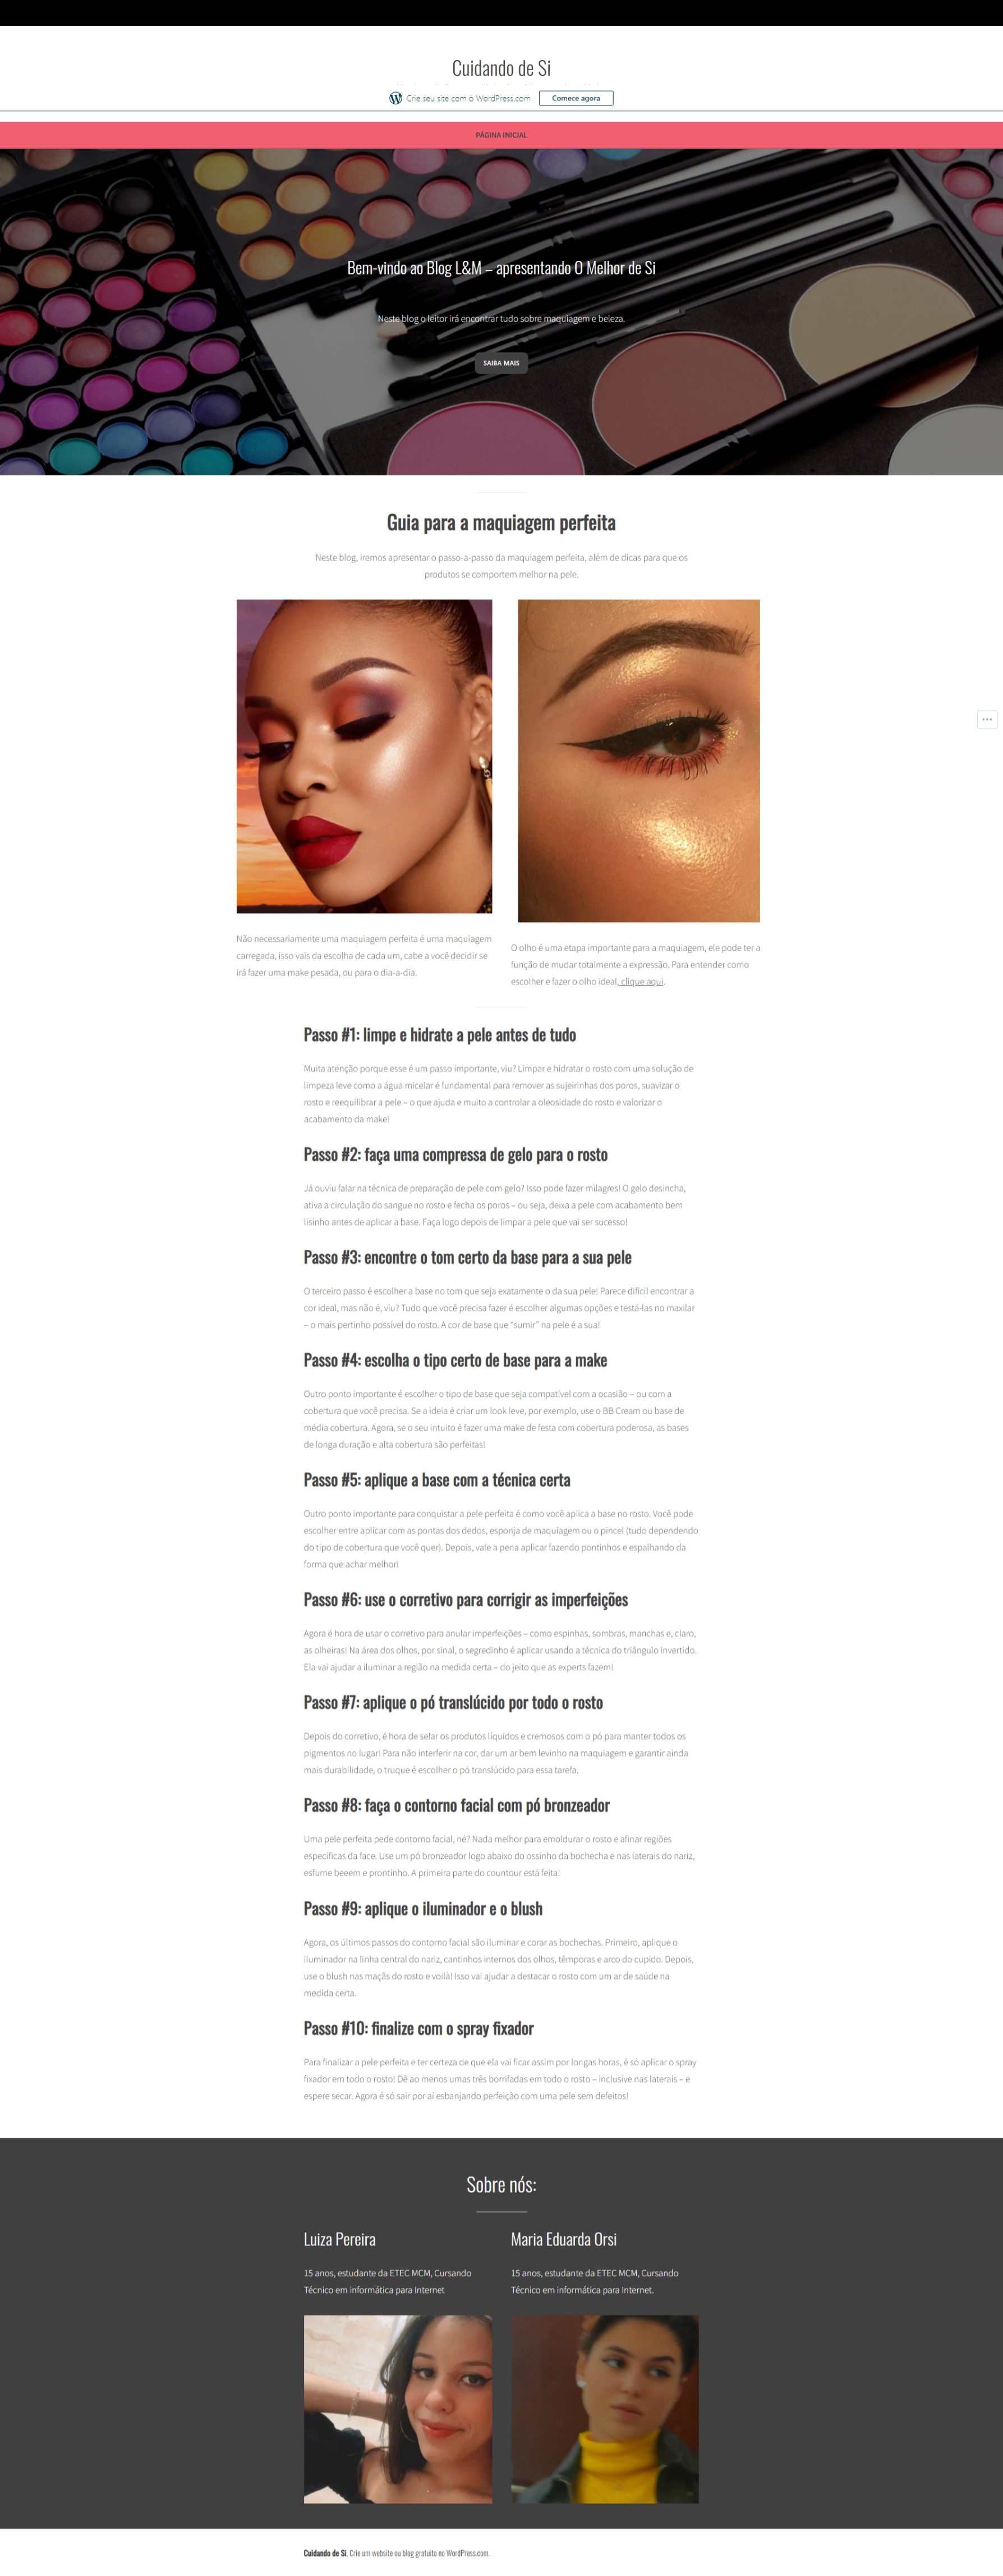 Cuidando de Si
Crie seu site com o WordPress.com
Comece agora
PÁGINA INICIAL
Bem-vindo ao Blog L&M – apresentando O Melhor de Si
Neste blog o leitor irá encontrar tudo sobre maquiagem e beleza.
SAIBA MAIS
Guia para a maquiagem perfeita
Neste blog, iremos apresentar o passo-a-passo da maquiagem perfeita, além de dicas para que os
produtos se comportem melhor na pele.
Não necessariamente uma maquiagem perfeita é uma maquiagem
carregada, isso vais da escolha de cada um, cabe a você decidir se
irá fazer uma make pesada, ou para o dia-a-dia.
O olho é uma etapa importante para a maquiagem, ele pode ter a
função de mudar totalmente a expressão. Para entender como
escolher e fazer o olho ideal, clique aqui.
Passo #1: limpe e hidrate a pele antes de tudo
Muita atenção porque esse é um passo importante, viu? Limpar e hidratar o rosto com uma solução de
limpeza leve como a água micelar é fundamental para remover as sujeirinhas dos poros, suavizar o
rosto e reequilibrar a pele – o que ajuda e muito a controlar a oleosidade do rosto e valorizar o
acabamento da make!
Passo #2: faça uma compressa de gelo para o rosto
Já ouviu falar na técnica de preparação de pele com gelo? Isso pode fazer milagres! O gelo desincha,
ativa a circulação do sangue no rosto e fecha os poros – ou seja, deixa a pele com acabamento bem
lisinho antes de aplicar a base. Faça logo depois de limpar a pele que vai ser sucesso!
Passo #3: encontre o tom certo da base para a sua pele
O terceiro passo é escolher a base no tom que seja exatamente o da sua pele! Parece difícil encontrar a
cor ideal, mas não é, viu? Tudo que você precisa fazer é escolher algumas opções e testá-las no maxilar
– o mais pertinho possível do rosto. A cor de base que “sumir” na pele é a sua!
Passo #4: escolha o tipo certo de base para a make
Outro ponto importante é escolher o tipo de base que seja compatível com a ocasião – ou com a
cobertura que você precisa. Se a ideia é criar um look leve, por exemplo, use o BB Cream ou base de
média cobertura. Agora, se o seu intuito é fazer uma make de festa com cobertura poderosa, as bases
de longa duração e alta cobertura são perfeitas!
Passo #5: aplique a base com a técnica certa
Outro ponto importante para conquistar a pele perfeita é como você aplica a base no rosto. Você pode
escolher entre aplicar com as pontas dos dedos, esponja de maquiagem ou o pincel (tudo dependendo
do tipo de cobertura que você quer). Depois, vale a pena aplicar fazendo pontinhos e espalhando da
forma que achar melhor!
Passo #6: use o corretivo para corrigir as imperfeições
Agora é hora de usar o corretivo para anular imperfeições – como espinhas, sombras, manchas e, claro,
as olheiras! Na área dos olhos, por sinal, o segredinho é aplicar usando a técnica do triângulo invertido.
Ela vai ajudar a iluminar a região na medida certa – do jeito que as experts fazem!
Passo #7: aplique o pó translúcido por todo o rosto
Depois do corretivo, é hora de selar os produtos líquidos e cremosos com o pó para manter todos os
pigmentos no lugar! Para não interferir na cor, dar um ar bem levinho na maquiagem e garantir ainda
mais durabilidade, o truque é escolher o pó translúcido para essa tarefa.
Passo #8: faça o contorno facial com pó bronzeador
Uma pele perfeita pede contorno facial, né? Nada melhor para emoldurar o rosto e afinar regiões
específicas da face. Use um pó bronzeador logo abaixo do ossinho da bochecha e nas laterais do nariz,
esfume beeem e prontinho. A primeira parte do countour está feita!
Passo #9: aplique o iluminador e o blush
Agora, os últimos passos do contorno facial são iluminar e corar as bochechas. Primeiro, aplique o
iluminador na linha central do nariz, cantinhos internos dos olhos, têmporas e arco do cupido. Depois,
use o blush nas maçãs do rosto e voilà! Isso vai ajudar a destacar o rosto com um ar de saúde na
medida certa.
Passo #10: finalize com o spray fixador
Para finalizar a pele perfeita e ter certeza de que ela vai ficar assim por longas horas, é só aplicar o spray
fixador em todo o rosto! Dê ao menos umas três borrifadas em todo o rosto – inclusive nas laterais – e
espere secar. Agora é só sair por aí esbanjando perfeição com uma pele sem defeitos!
Sobre nós:
Luiza Pereira
15 anos, estudante da ETEC MCM, Cursando
Técnico em informática para Internet
Maria Eduarda Orsi
15 anos, estudante da ETEC MCM, Cursando
Técnico em informática para Internet.
Cuidando de Si, Crie um website ou blog gratuito no WordPress.com.